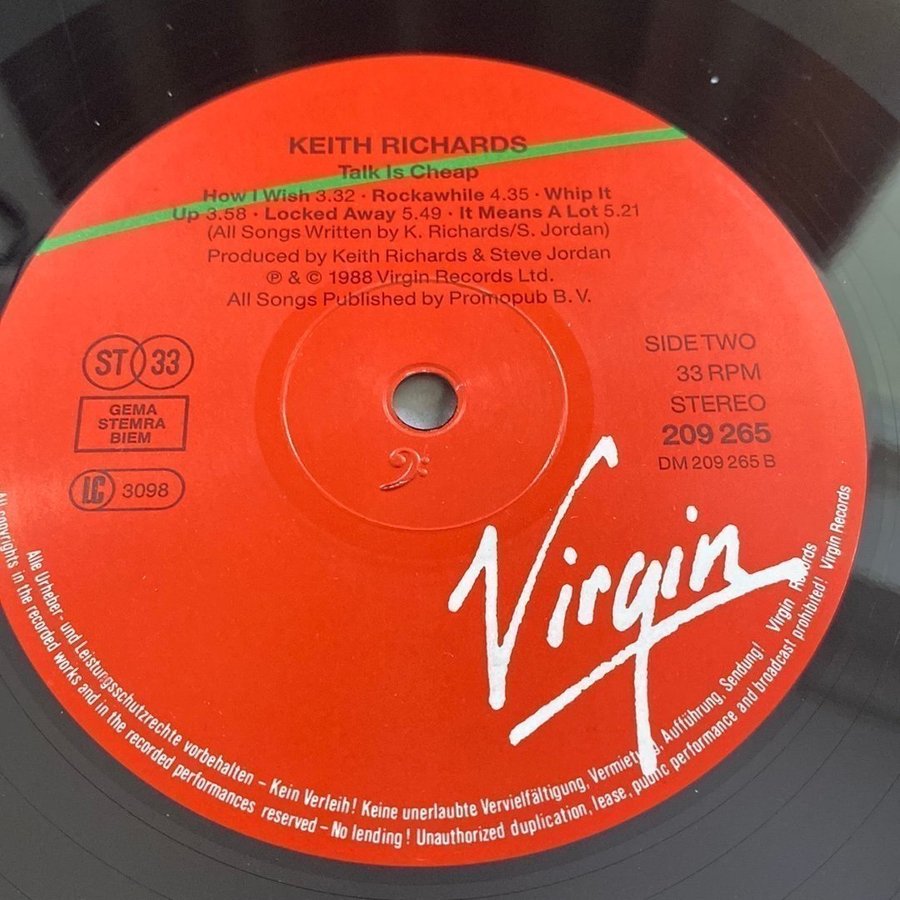 KEITH RICHARDS
Talk Is Cheap
How I Wish 3.32 · Rockawhile 4.35 · Whip It
Up 3.58 · Locked Away 5.49 · It Means A Lot 5.21
(All Songs Written by K. Richards/S. Jordan)
Produced by Keith Richards & Steve Jordan
℗ & © 1988 Virgin Records Ltd.
All Songs Published by Promopub B.V.
ST 33
GEMA
STEMRA
BIEM
LC 3098
SIDE TWO
33 RPM
STEREO
209 265
DM 209 265 B
Virgin
Alle Urheber- und Leistungsschutzrechte vorbehalten – Kein Verleih! Keine unerlaubte Vervielfältigung, Vermietung, Aufführung, Sendung! Virgin Records
All copyrights in the recorded works and in the recorded performances reserved – No lending! Unauthorized duplication, lease, public performance and broadcast prohibited! Virgin Records